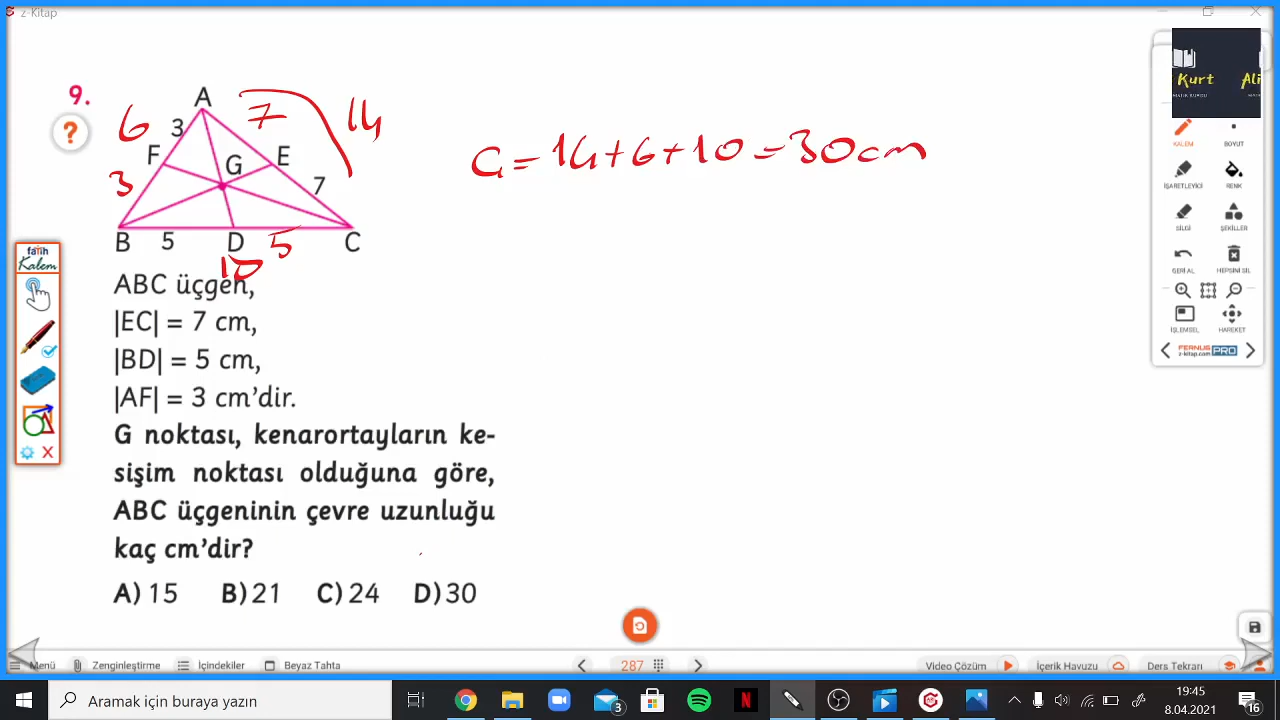 z-Kitap
9.
?
A
6
7
14
3
F
G
E
3
7
B 5 D 5 C
10
Ç = 14 + 6 + 10 = 30 cm
ABC üçgen,
|EC| = 7 cm,
|BD| = 5 cm,
|AF| = 3 cm’dir.
G noktası, kenarortayların ke-
sişim noktası olduğuna göre,
ABC üçgeninin çevre uzunluğu
kaç cm’dir?
A) 15 B) 21 C) 24 D) 30
fatih
Kalem
Kurt Ali
KALEM BOYUT
İŞARETLEYİCİ RENK
SİLGİ ŞEKİLLER
GERİ AL HEPSİNİ SİL
İŞLEMSEL HAREKET
FERNUS PRO
z-kitap.com
Menü Zenginleştirme İçindekiler Beyaz Tahta 287 Video Çözüm İçerik Havuzu Ders Tekrarı
Aramak için buraya yazın 3 19:45
8.04.2021 16